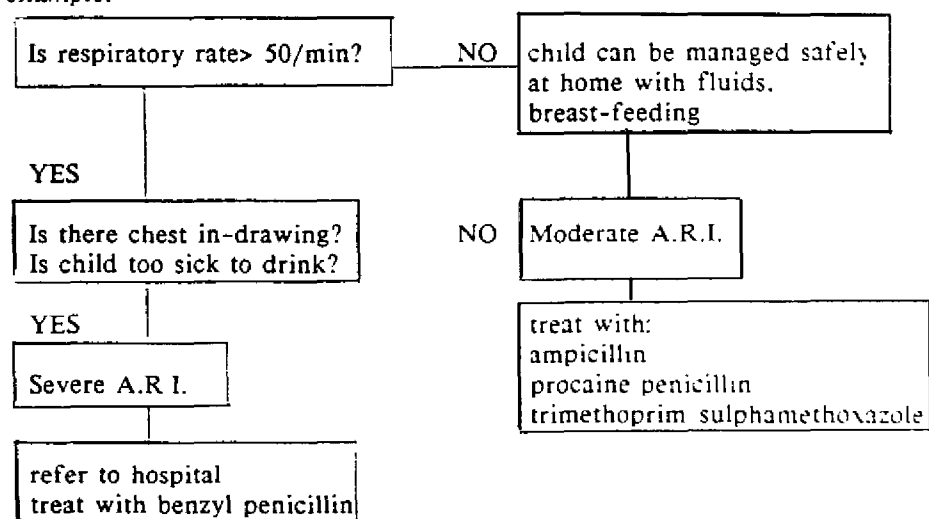 example:
Is respiratory rate> 50/min?
NO
child can be managed safely
at home with fluids,
breast-feeding
YES
Is there chest in-drawing?
Is child too sick to drink?
NO
Moderate A.R.I.
YES
Severe A.R I.
treat with:
ampicillin
procaine penicillin
trimethoprim sulphamethoxazole
refer to hospital
treat with benzyl penicillin